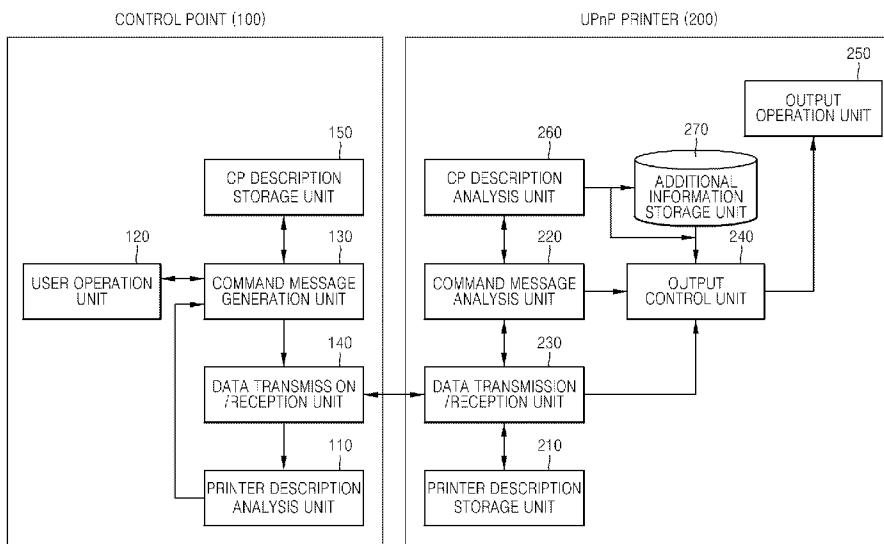 CONTROL POINT (100)
UPnP PRINTER (200)
250
OUTPUT
OPERATION UNIT
150
CP DESCRIPTION
STORAGE UNIT
260
CP DESCRIPTION
ANALYSIS UNIT
270
ADDITIONAL
INFORMATION
STORAGE UNIT
120
USER OPERATION
UNIT
130
COMMAND MESSAGE
GENERATION UNIT
220
COMMAND MESSAGE
ANALYSIS UNIT
240
OUTPUT
CONTROL UNIT
140
DATA TRANSMISSION
/RECEPTION UNIT
230
DATA TRANSMISSION
/RECEPTION UNIT
110
PRINTER DESCRIPTION
ANALYSIS UNIT
210
PRINTER DESCRIPTION
STORAGE UNIT